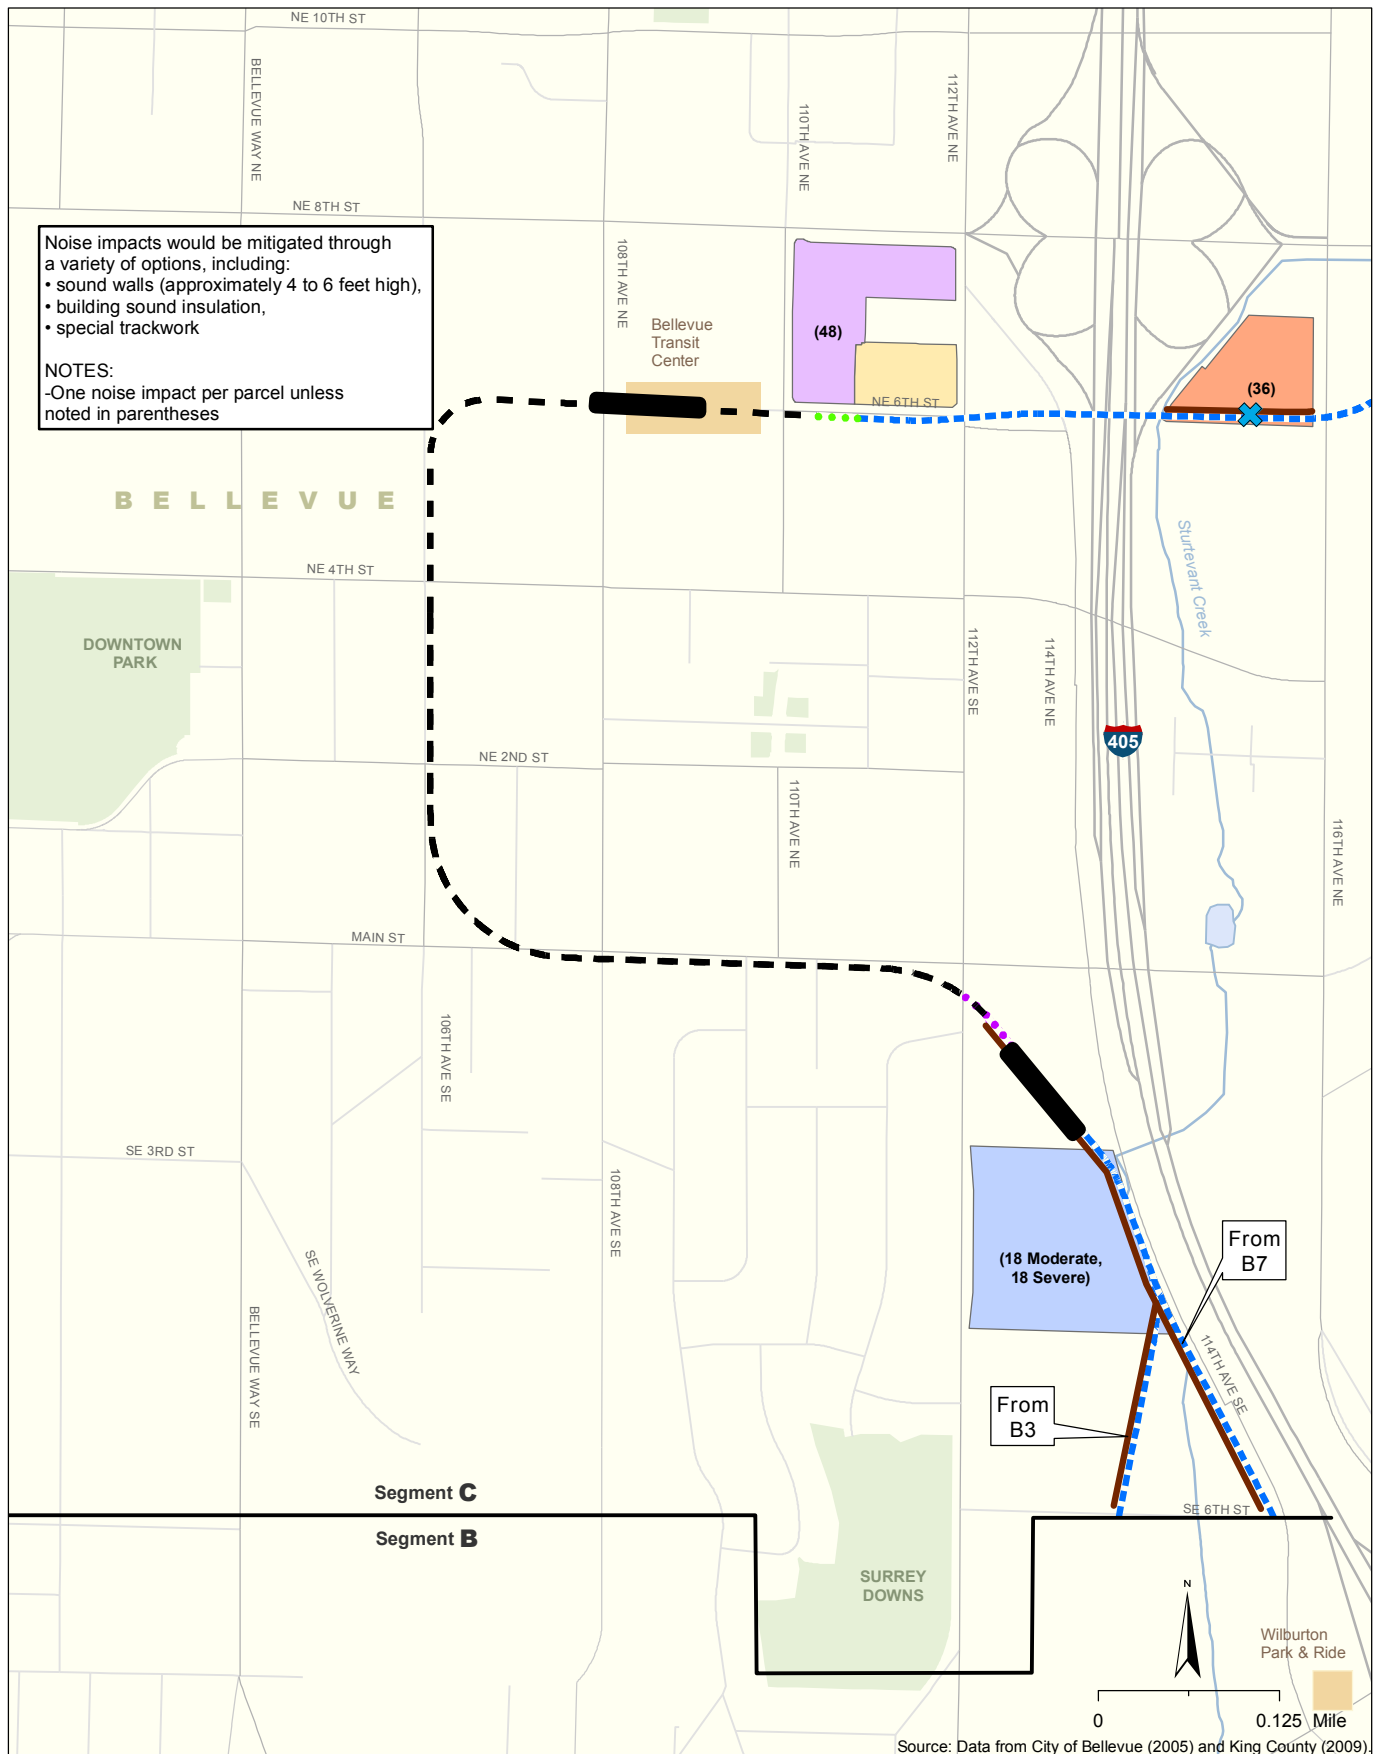 NE 10TH ST
BELLEVUE WAY NE
110TH AVE NE
112TH AVE NE
NE 8TH ST
Noise impacts would be mitigated through
a variety of options, including:
• sound walls (approximately 4 to 6 feet high),
• building sound insulation,
• special trackwork
NOTES:
-One noise impact per parcel unless
noted in parentheses
108TH AVE NE
Bellevue
Transit
Center
(48)
(36)
NE 6TH ST
BELLEVUE
Sturtevant Creek
NE 4TH ST
DOWNTOWN
PARK
112TH AVE SE
114TH AVE NE
405
NE 2ND ST
110TH AVE NE
116TH AVE NE
MAIN ST
106TH AVE SE
SE 3RD ST
108TH AVE SE
SE WOLVERINE WAY
BELLEVUE WAY SE
(18 Moderate,
18 Severe)
From
B7
114TH AVE SE
From
B3
Segment C
SE 6TH ST
Segment B
SURREY
DOWNS
N
Wilburton
Park & Ride
0 0.125 Mile
Source: Data from City of Bellevue (2005) and King County (2009).